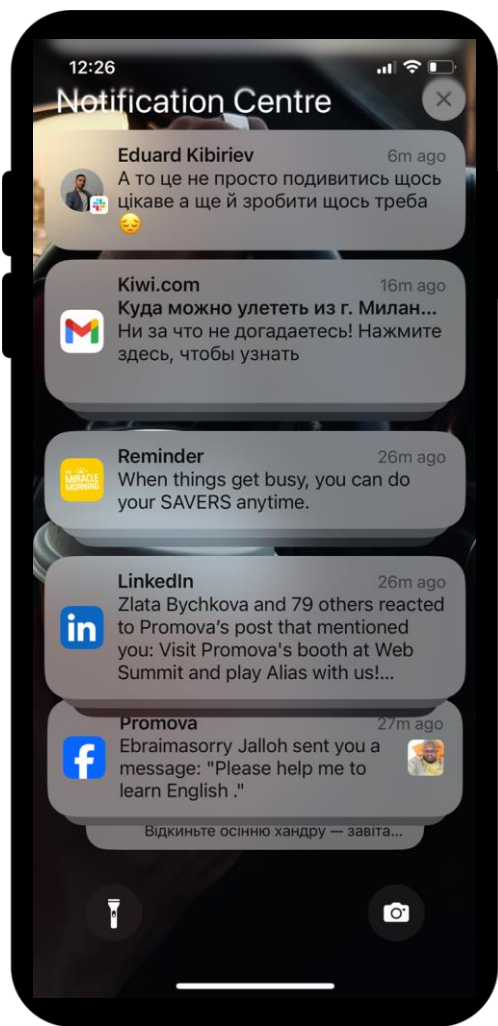 12:26
Notification Centre
Eduard Kibiriev 6m ago
А то це не просто подивитись щось
цікаве а ще й зробити щось треба
😔
Kiwi.com 16m ago
Куда можно улететь из г. Милан...
Ни за что не догадаетесь! Нажмите
здесь, чтобы узнать
THE MIRACLE MORNING
Reminder 26m ago
When things get busy, you can do
your SAVERS anytime.
in
LinkedIn 26m ago
Zlata Bychkova and 79 others reacted
to Promova’s post that mentioned
you: Visit Promova's booth at Web
Summit and play Alias with us!...
Promova 27m ago
Ebraimasorry Jalloh sent you a
message: "Please help me to
learn English ."
Відкиньте осінню хандру — завіта...